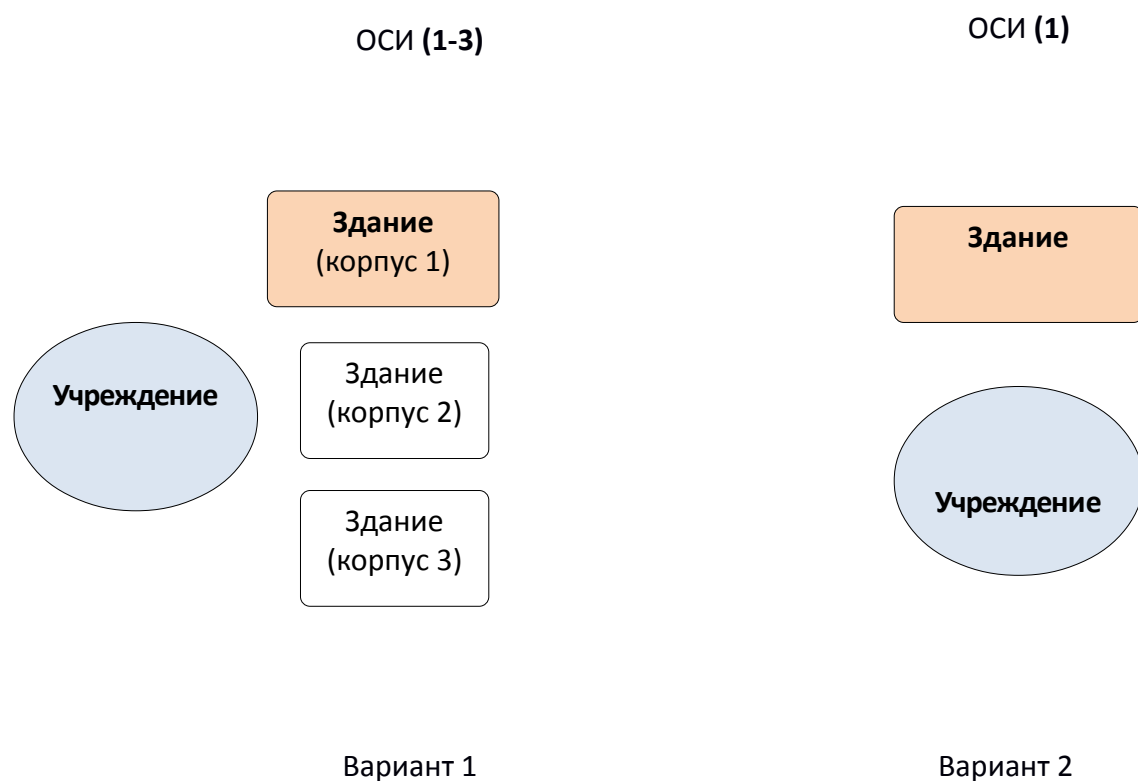 ОСИ (1-3)
ОСИ (1)
Здание
(корпус 1)
Здание
Учреждение
Здание
(корпус 2)
Учреждение
Здание
(корпус 3)
Вариант 1
Вариант 2